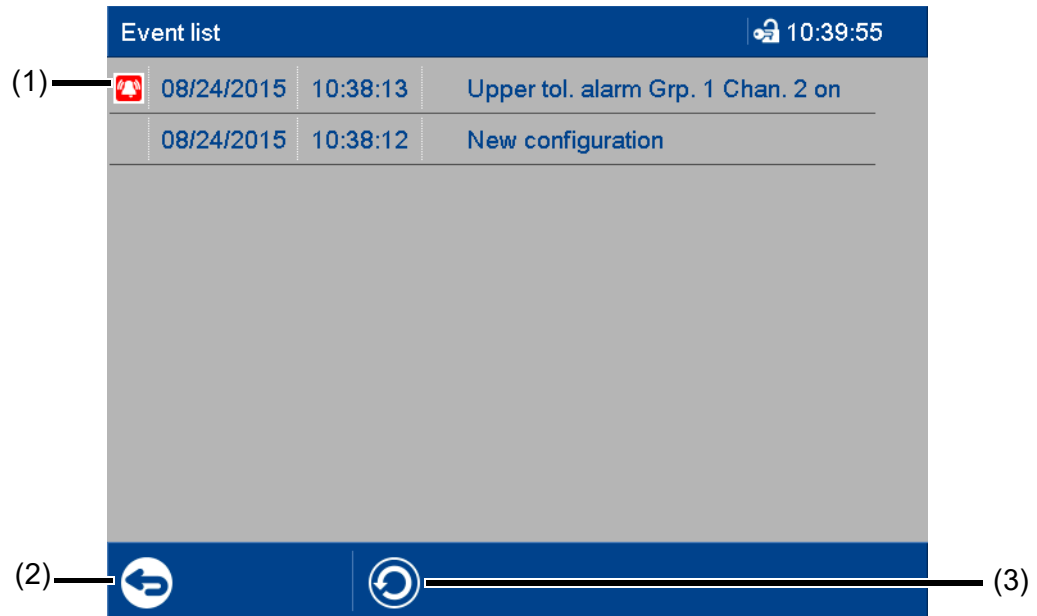 Event list 10:39:55
(1) 08/24/2015 10:38:13 Upper tol. alarm Grp. 1 Chan. 2 on
08/24/2015 10:38:12 New configuration
(2) (3)